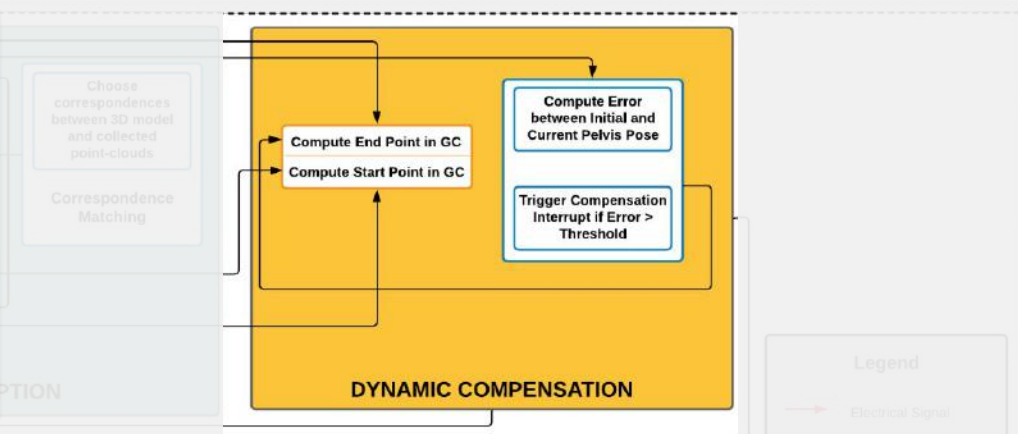 Choose
correspondences
between 3D model
and collected
point-clouds
Correspondence
Matching
PTION
Compute End Point in GC
Compute Start Point in GC
Compute Error
between Initial and
Current Pelvis Pose
Trigger Compensation
Interrupt if Error >
Threshold
DYNAMIC COMPENSATION
Legend
Electrical Signal